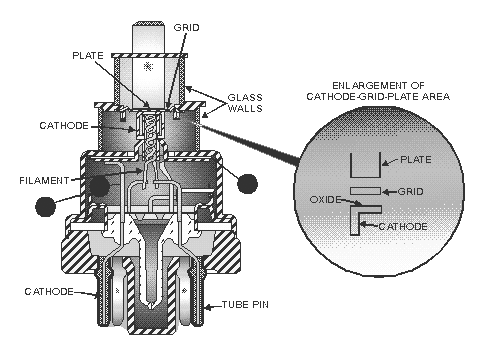 GRID
PLATE
GLASS
WALLS
CATHODE
FILAMENT
CATHODE
TUBE PIN
ENLARGEMENT OF
CATHODE-GRID-PLATE AREA
PLATE
GRID
OXIDE
CATHODE